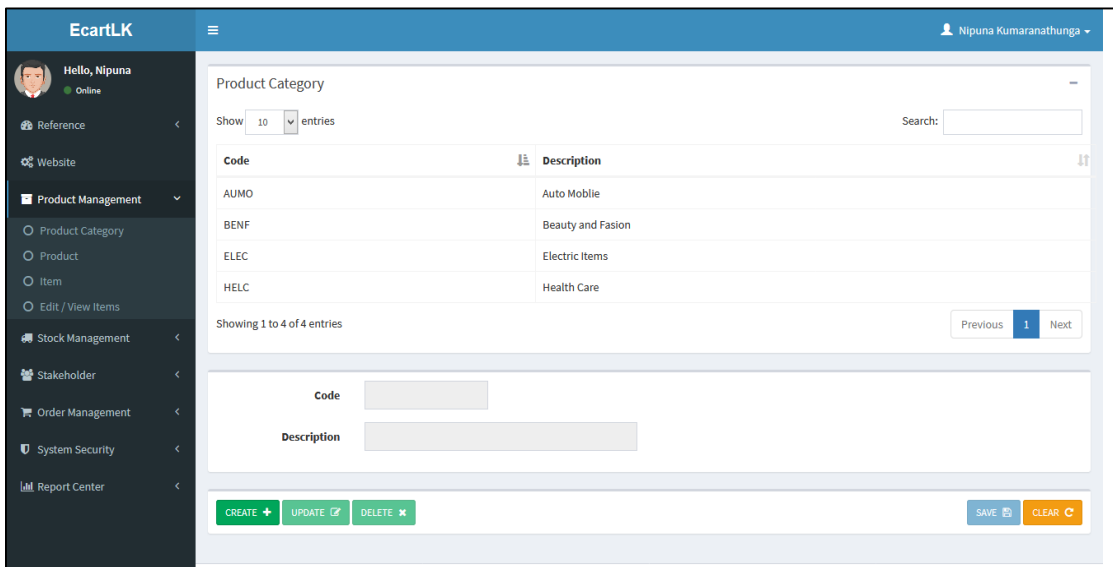 EcartLK
Nipuna Kumaranathunga
Hello, Nipuna
Online
Reference
Website
Product Management
Product Category
Product
Item
Edit / View Items
Stock Management
Stakeholder
Order Management
System Security
Report Center
Product Category
Show 10 entries
Search:
Code Description
AUMO Auto Moblie
BENF Beauty and Fasion
ELEC Electric Items
HELC Health Care
Showing 1 to 4 of 4 entries
Previous 1 Next
Code
Description
CREATE UPDATE DELETE SAVE CLEAR